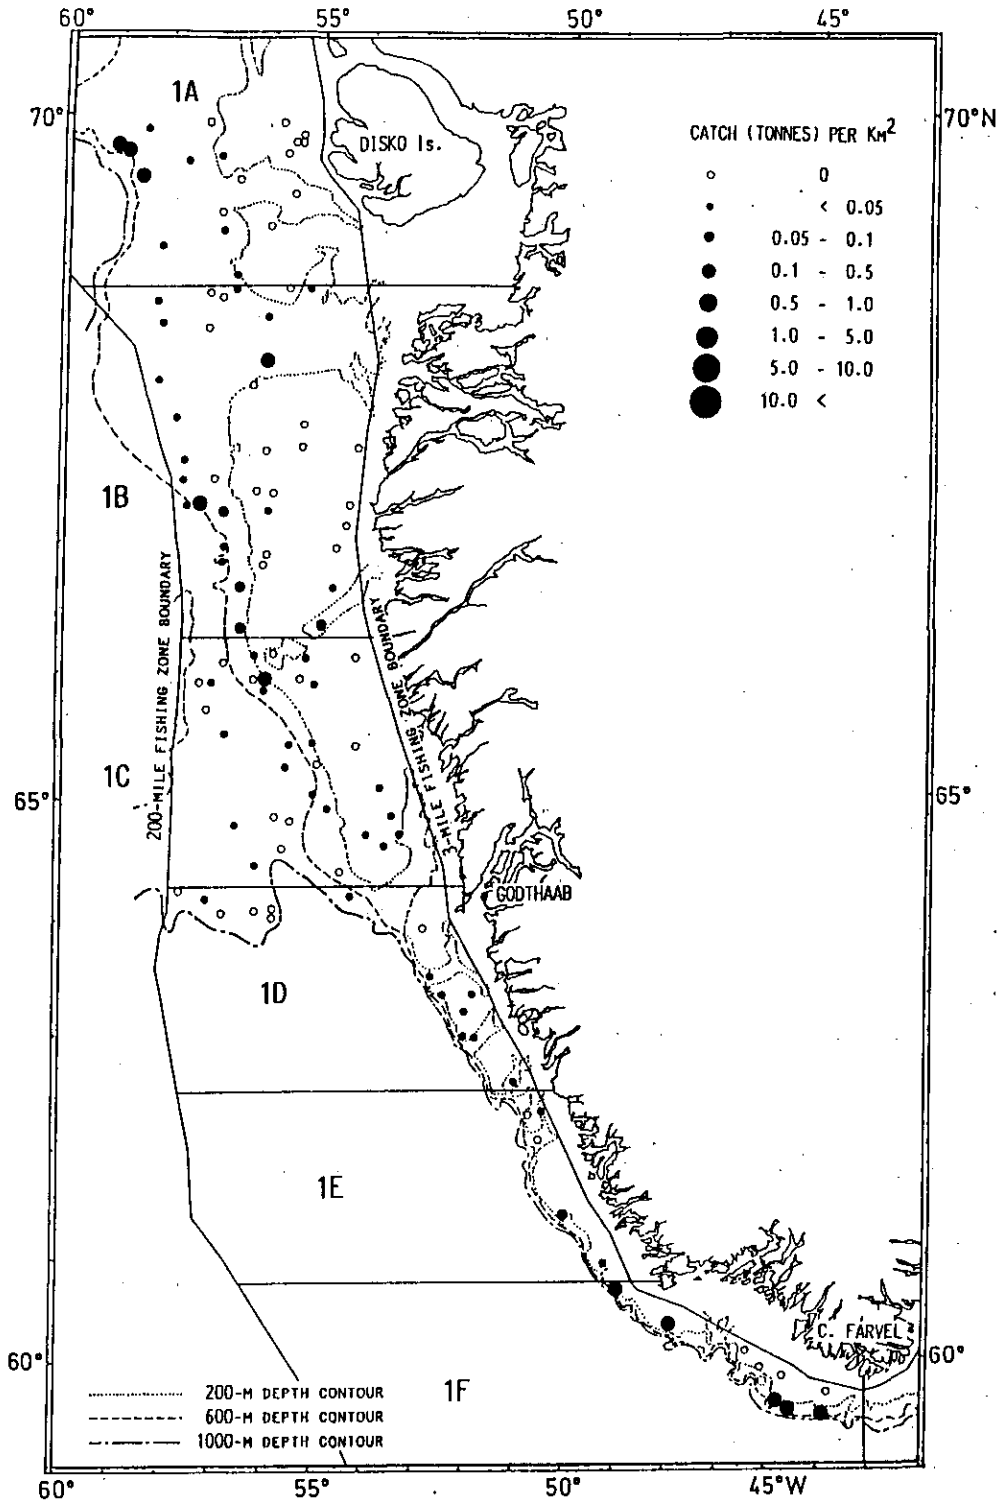 60° 55° 50° 45°
1A
70° 70°N
DISKO Is.
CATCH (TONNES) PER KM²
0
< 0.05
0.05 - 0.1
0.1 - 0.5
0.5 - 1.0
1.0 - 5.0
5.0 - 10.0
10.0 <
1B
200-MILE FISHING ZONE BOUNDARY
3-MILE FISHING ZONE BOUNDARY
1C
65° 65°
GODTHAAB
1D
1E
C. FARVEL
60° 60°
1F
200-M DEPTH CONTOUR
600-M DEPTH CONTOUR
1000-M DEPTH CONTOUR
60° 55° 50° 45°W